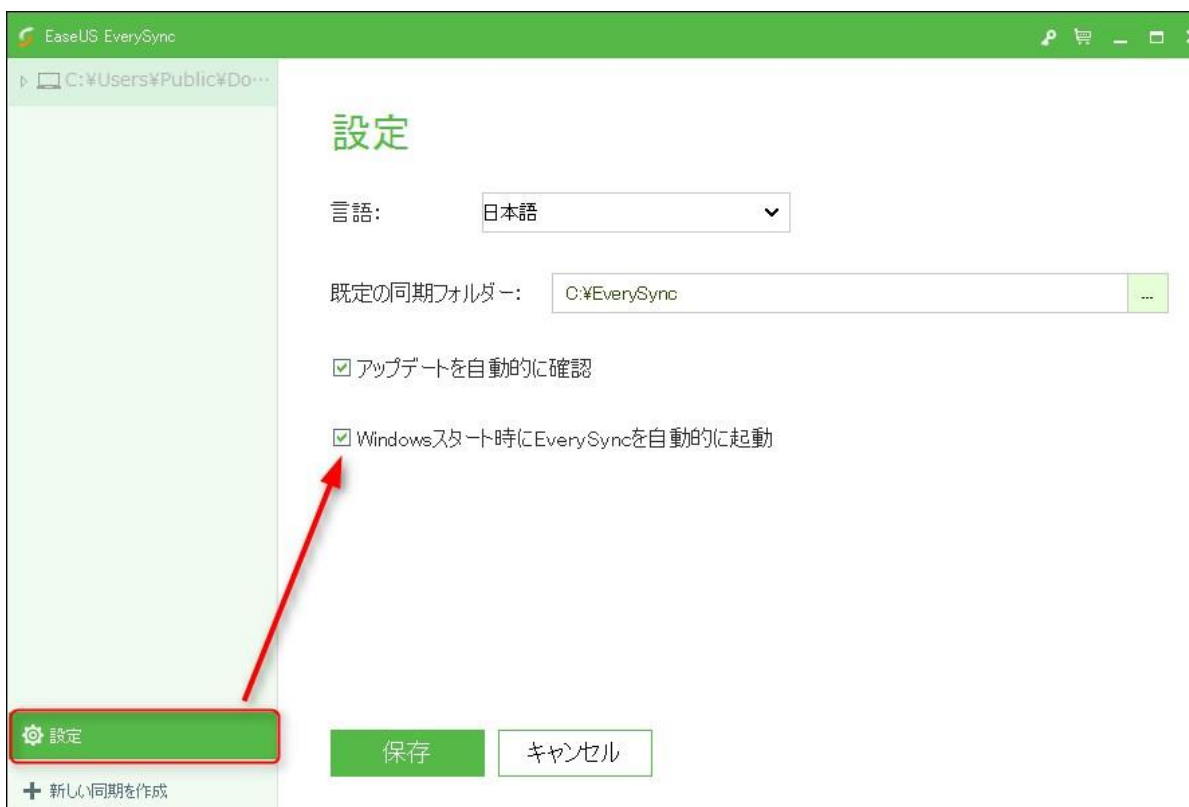 EaseUS EverySync
C:¥Users¥Public¥Do…
設定
言語:
日本語
既定の同期フォルダー:
C:¥EverySync
...
アップデートを自動的に確認
Windowsスタート時にEverySyncを自動的に起動
設定
保存
キャンセル
新しい同期を作成